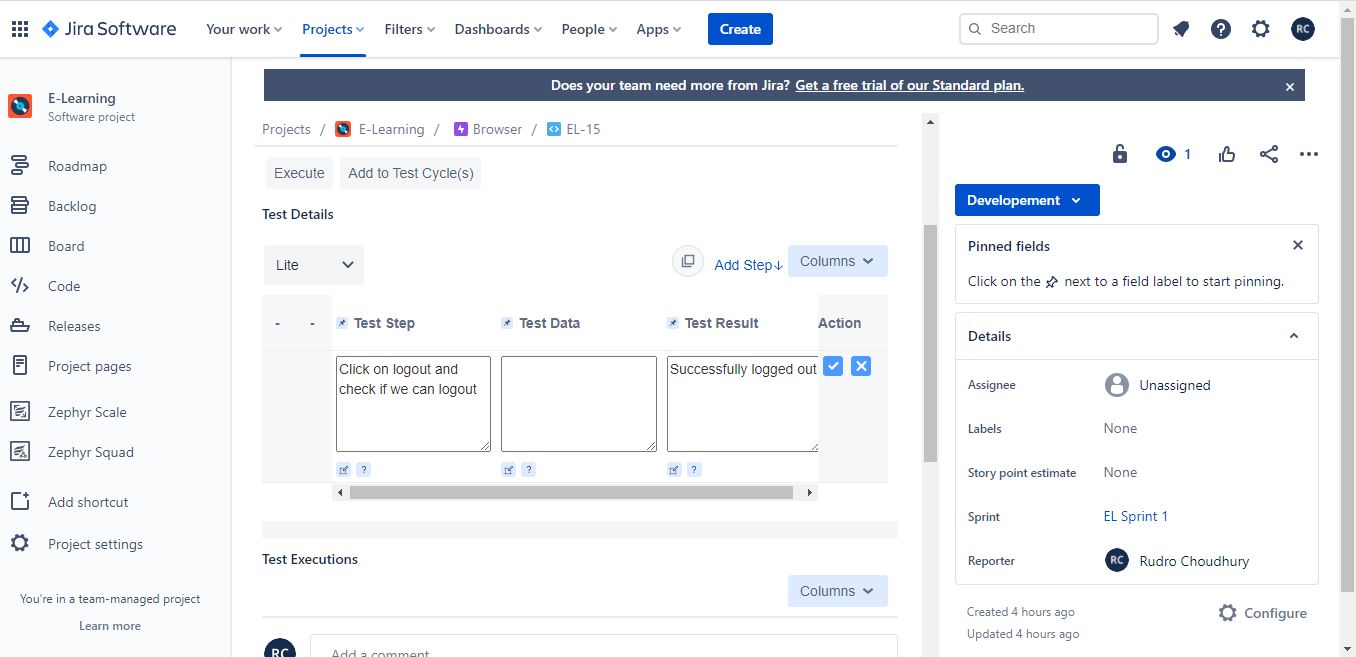 Jira Software Your work Projects Filters Dashboards People Apps Create Search RC
Does your team need more from Jira? Get a free trial of our Standard plan.
E-Learning
Software project
Roadmap
Backlog
Board
Code
Releases
Project pages
Zephyr Scale
Zephyr Squad
Add shortcut
Project settings
You're in a team-managed project
Learn more
Projects / E-Learning / Browser / EL-15
Execute Add to Test Cycle(s)
Test Details
Lite Add Step↓ Columns
- - Test Step Test Data Test Result Action
Click on logout and
check if we can logout
Successfully logged out
? ? ?
Test Executions
Columns
RC Add a comment
1
Developement
Pinned fields
Click on the next to a field label to start pinning.
Details
Assignee Unassigned
Labels None
Story point estimate None
Sprint EL Sprint 1
Reporter RC Rudro Choudhury
Created 4 hours ago
Updated 4 hours ago
Configure